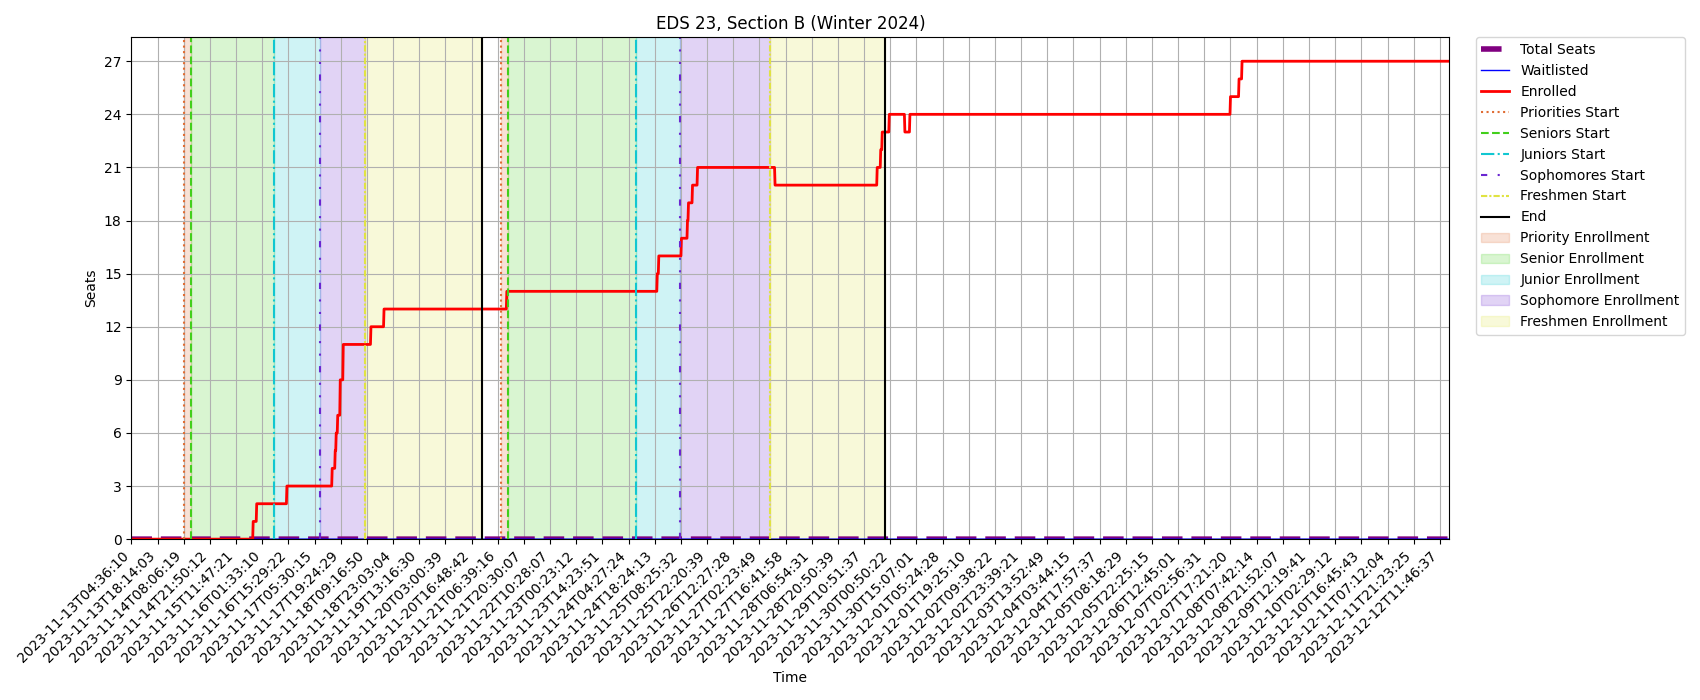 EDS 23, Section B (Winter 2024)
Total Seats
Waitlisted
Enrolled
Priorities Start
Seniors Start
Juniors Start
Sophomores Start
Freshmen Start
End
Priority Enrollment
Senior Enrollment
Junior Enrollment
Sophomore Enrollment
Freshmen Enrollment
Seats
27
24
21
18
15
12
9
6
3
0
2023-11-13T04:36:10
2023-11-13T18:14:03
2023-11-14T08:06:19
2023-11-14T21:50:12
2023-11-15T11:47:21
2023-11-16T01:33:10
2023-11-16T15:29:22
2023-11-17T05:30:15
2023-11-17T19:24:29
2023-11-18T09:16:50
2023-11-18T23:03:04
2023-11-19T13:16:30
2023-11-20T03:00:39
2023-11-20T16:48:42
2023-11-21T06:39:16
2023-11-21T20:30:07
2023-11-22T10:28:07
2023-11-23T00:23:12
2023-11-23T14:23:51
2023-11-24T04:27:24
2023-11-24T18:24:13
2023-11-25T08:25:32
2023-11-25T22:20:39
2023-11-26T12:27:28
2023-11-27T02:23:49
2023-11-27T16:41:58
2023-11-28T06:54:31
2023-11-28T20:50:39
2023-11-29T10:51:37
2023-11-30T00:50:22
2023-11-30T15:07:01
2023-12-01T05:24:28
2023-12-01T19:25:10
2023-12-02T09:38:22
2023-12-02T23:39:21
2023-12-03T13:52:49
2023-12-04T03:44:15
2023-12-04T17:57:37
2023-12-05T08:18:29
2023-12-05T22:25:15
2023-12-06T12:45:01
2023-12-07T02:56:31
2023-12-07T17:21:20
2023-12-08T07:42:14
2023-12-08T21:52:07
2023-12-09T12:19:41
2023-12-10T02:29:12
2023-12-10T16:45:43
2023-12-11T07:12:04
2023-12-11T21:23:25
2023-12-12T11:46:37
Time